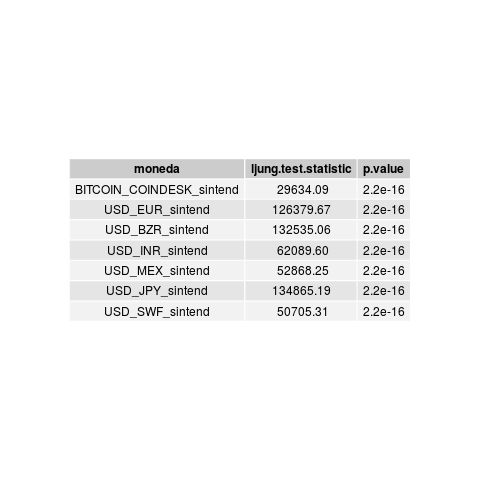 moneda ljung.test.statistic p.value
BITCOIN_COINDESK_sintend 29634.09 2.2e-16
USD_EUR_sintend 126379.67 2.2e-16
USD_BZR_sintend 132535.06 2.2e-16
USD_INR_sintend 62089.60 2.2e-16
USD_MEX_sintend 52868.25 2.2e-16
USD_JPY_sintend 134865.19 2.2e-16
USD_SWF_sintend 50705.31 2.2e-16